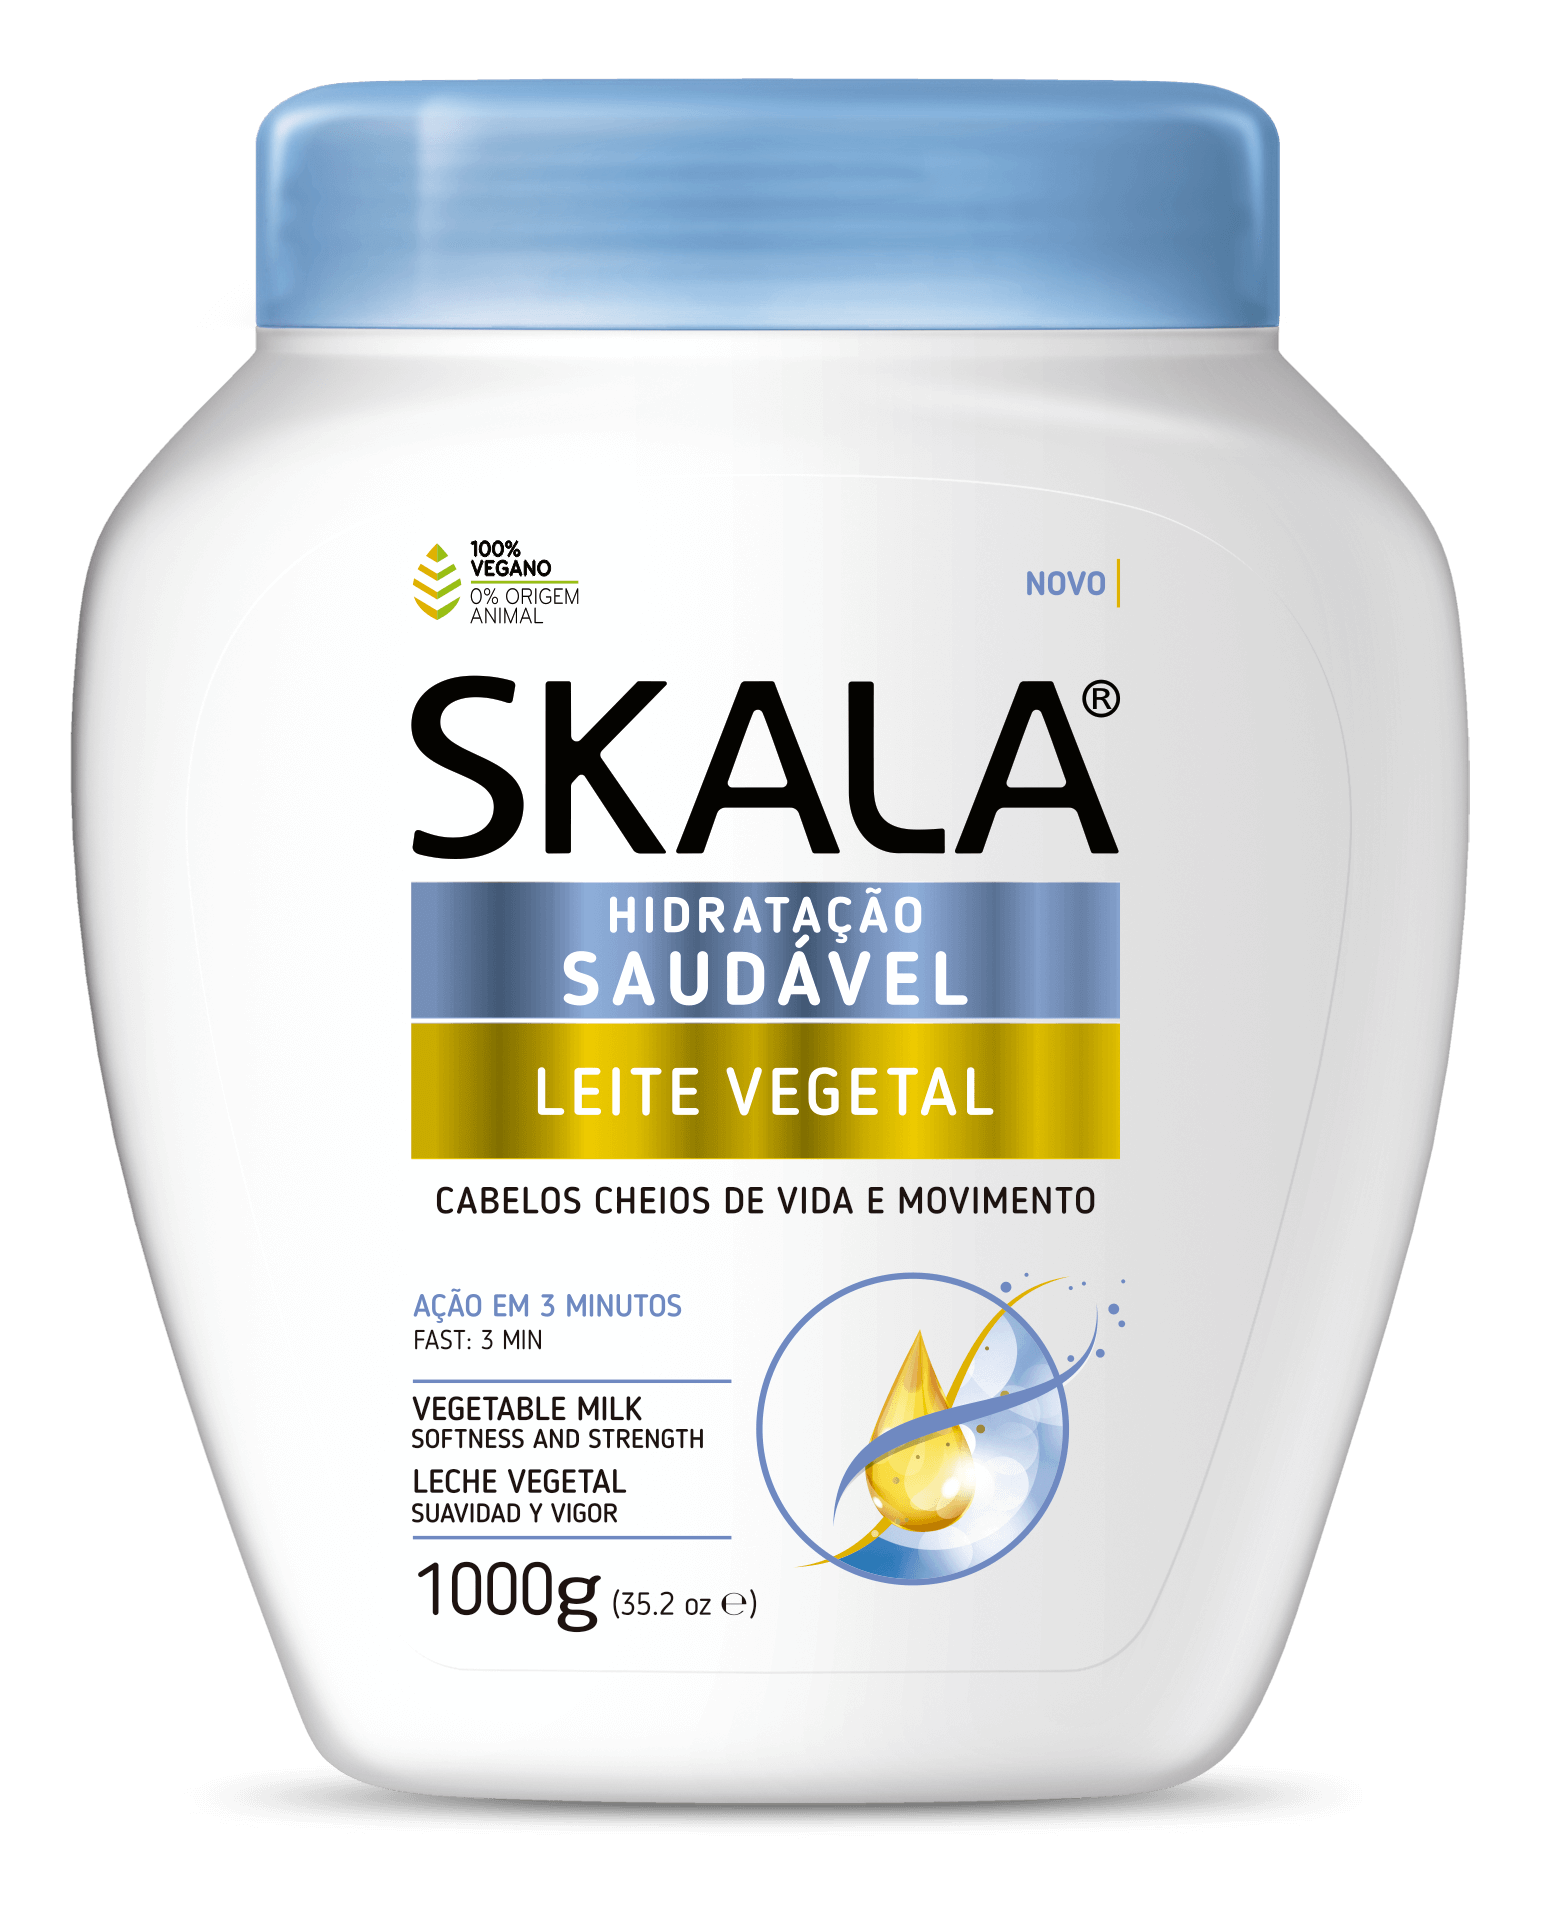 100%
VEGANO
0% ORIGEM
ANIMAL
NOVO
SKALA®
HIDRATAÇÃO
SAUDÁVEL
LEITE VEGETAL
CABELOS CHEIOS DE VIDA E MOVIMENTO
AÇÃO EM 3 MINUTOS
FAST: 3 MIN
VEGETABLE MILK
SOFTNESS AND STRENGTH
LECHE VEGETAL
SUAVIDAD Y VIGOR
1000g (35.2 oz ℮)